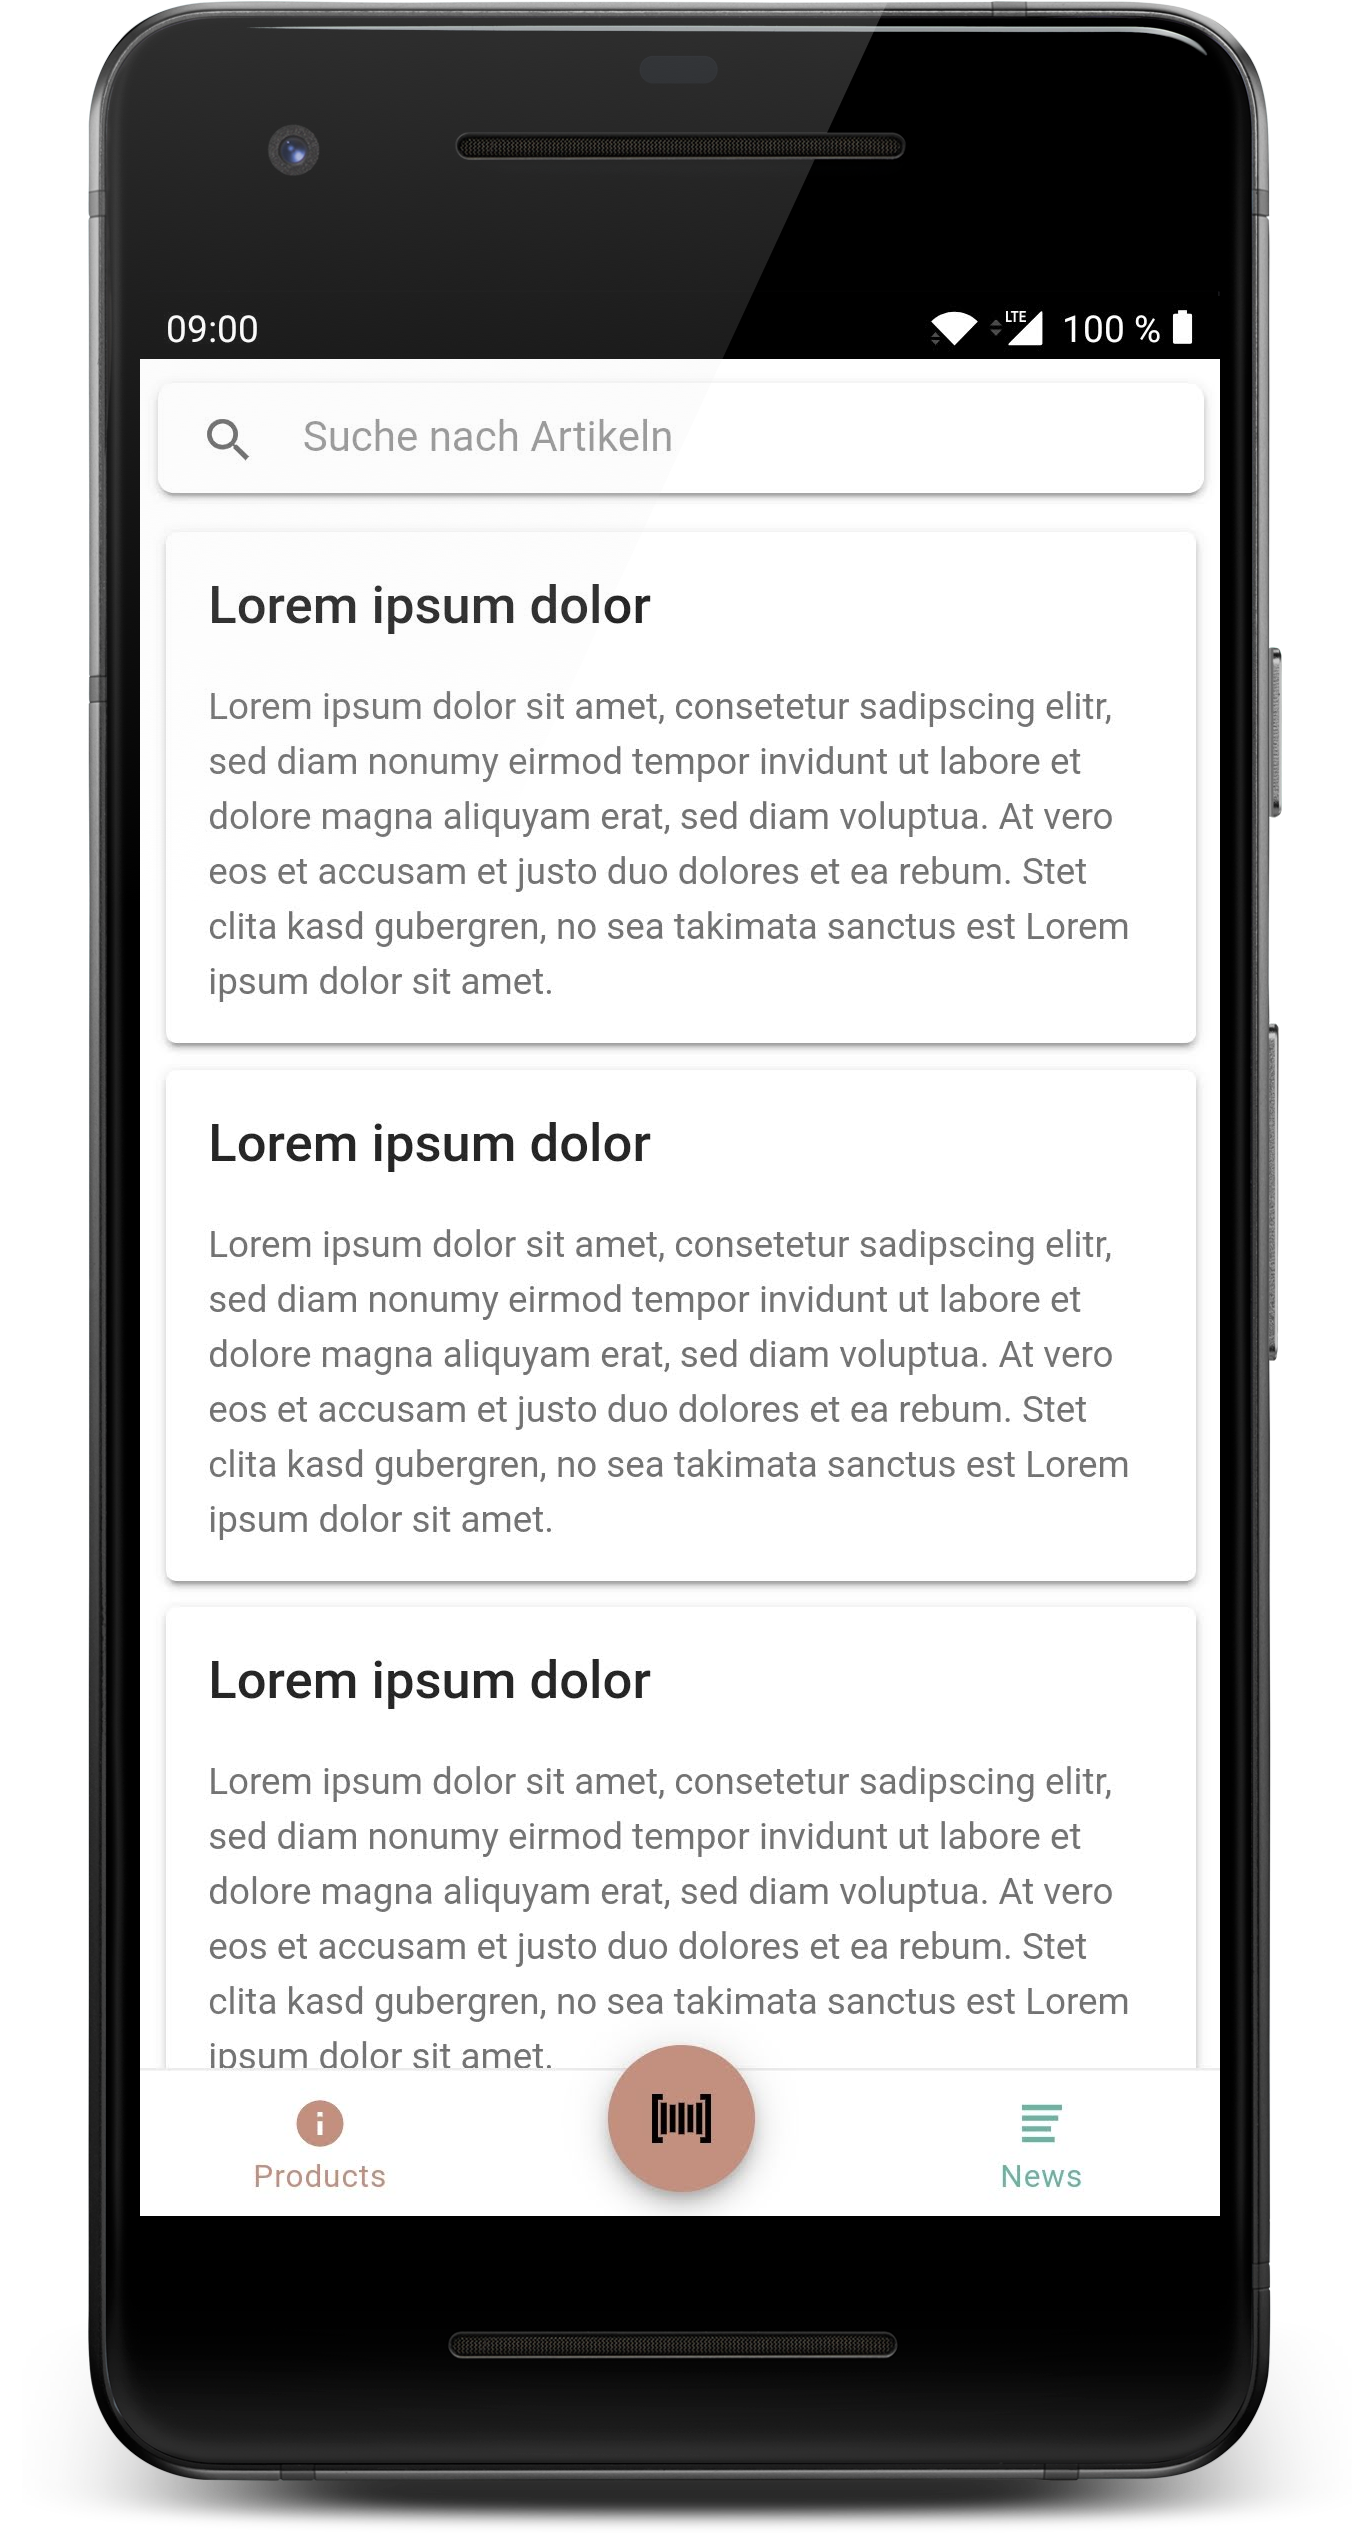 09:00 LTE 100 %
Suche nach Artikeln
Lorem ipsum dolor
Lorem ipsum dolor sit amet, consetetur sadipscing elitr,
sed diam nonumy eirmod tempor invidunt ut labore et
dolore magna aliquyam erat, sed diam voluptua. At vero
eos et accusam et justo duo dolores et ea rebum. Stet
clita kasd gubergren, no sea takimata sanctus est Lorem
ipsum dolor sit amet.
Lorem ipsum dolor
Lorem ipsum dolor sit amet, consetetur sadipscing elitr,
sed diam nonumy eirmod tempor invidunt ut labore et
dolore magna aliquyam erat, sed diam voluptua. At vero
eos et accusam et justo duo dolores et ea rebum. Stet
clita kasd gubergren, no sea takimata sanctus est Lorem
ipsum dolor sit amet.
Lorem ipsum dolor
Lorem ipsum dolor sit amet, consetetur sadipscing elitr,
sed diam nonumy eirmod tempor invidunt ut labore et
dolore magna aliquyam erat, sed diam voluptua. At vero
eos et accusam et justo duo dolores et ea rebum. Stet
clita kasd gubergren, no sea takimata sanctus est Lorem
ipsum dolor sit amet.
Products
News